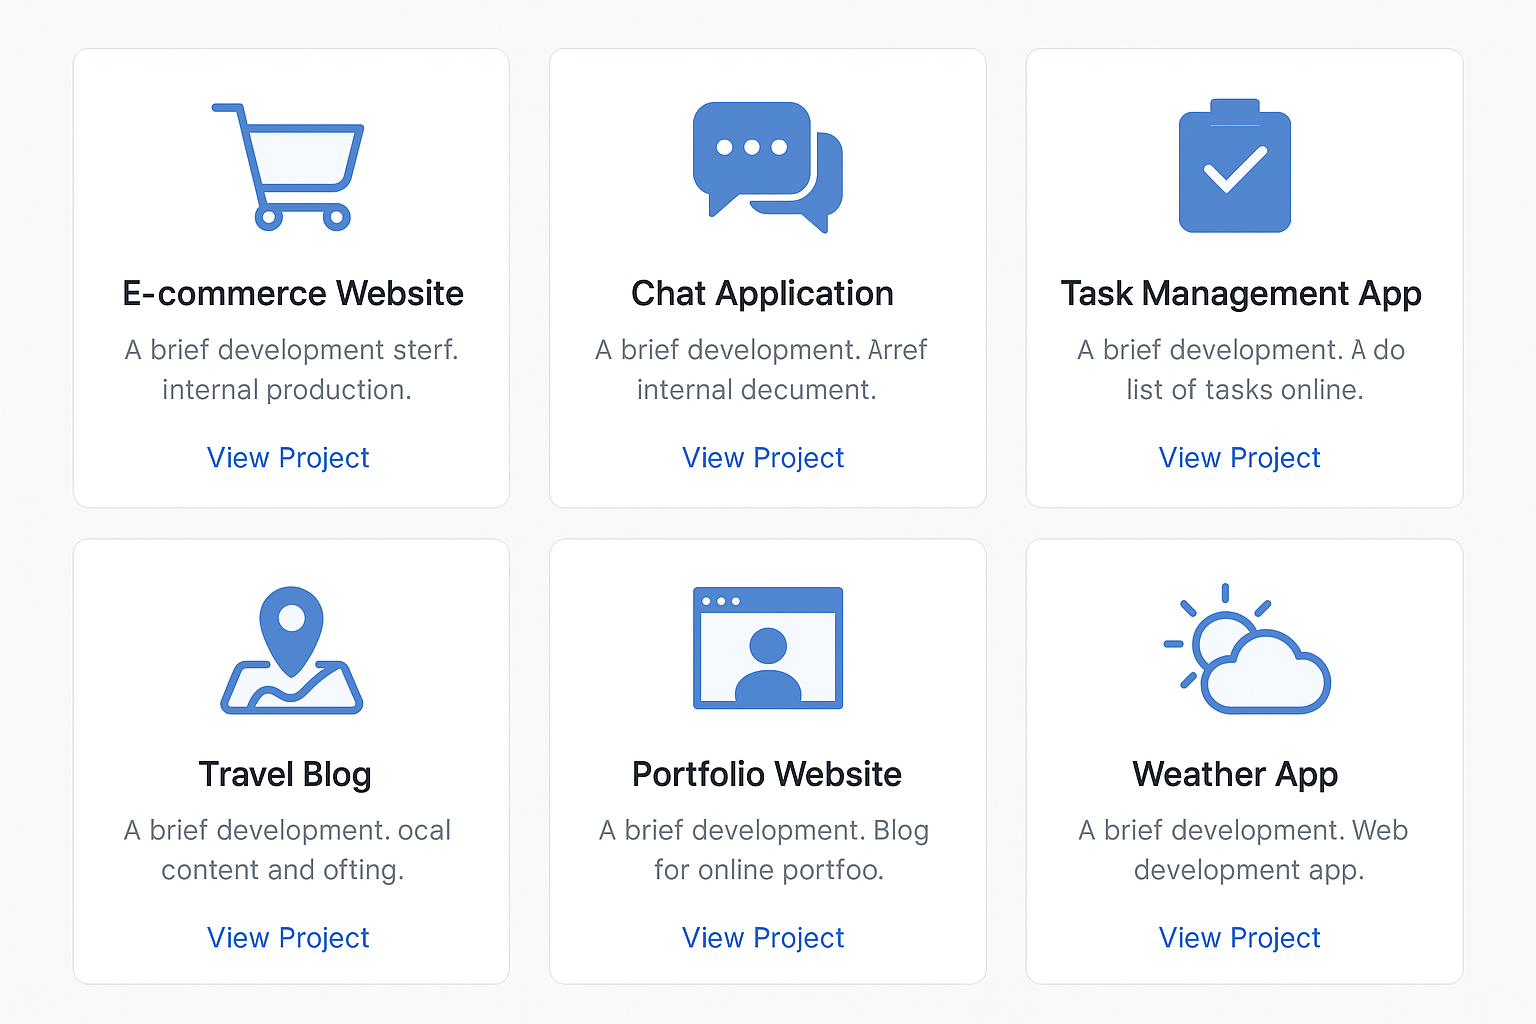 E-commerce Website
A brief development sterf.
internal production.
View Project
Chat Application
A brief development. Arref
internal decument.
View Project
Task Management App
A brief development. A do
list of tasks online.
View Project
Travel Blog
A brief development. ocal
content and ofting.
View Project
Portfolio Website
A brief development. Blog
for online portfoo.
View Project
Weather App
A brief development. Web
development app.
View Project